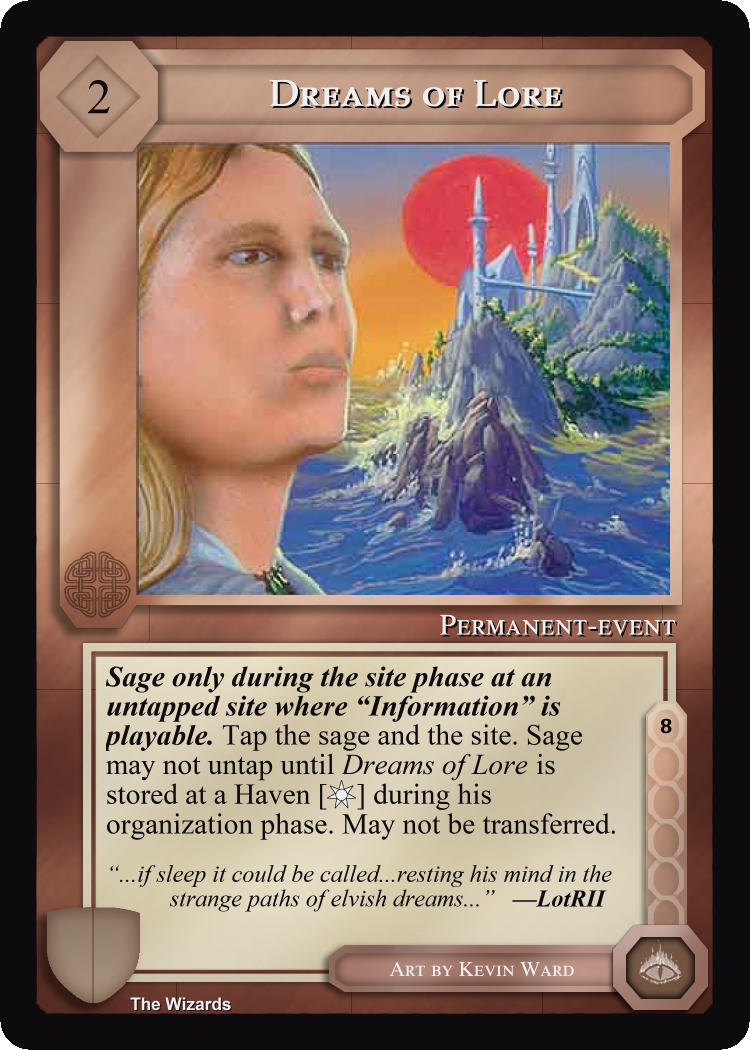 2
Dreams of Lore
Permanent-event
Sage only during the site phase at an
untapped site where “Information” is
playable. Tap the sage and the site. Sage
may not untap until Dreams of Lore is
stored at a Haven [ ] during his
organization phase. May not be transferred.
8
“...if sleep it could be called...resting his mind in the
strange paths of elvish dreams...” —LotRII
Art by Kevin Ward
The Wizards